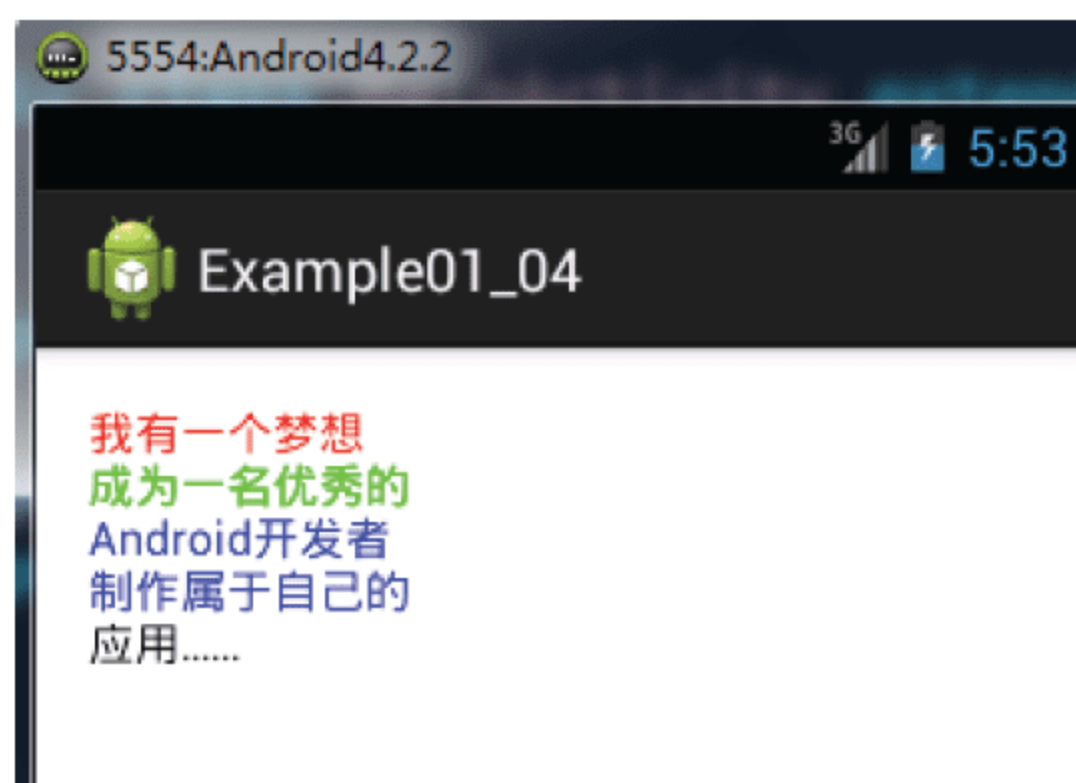 5554:Android4.2.2
3G 5:53
Example01_04
我有一个梦想
成为一名优秀的
Android开发者
制作属于自己的
应用......